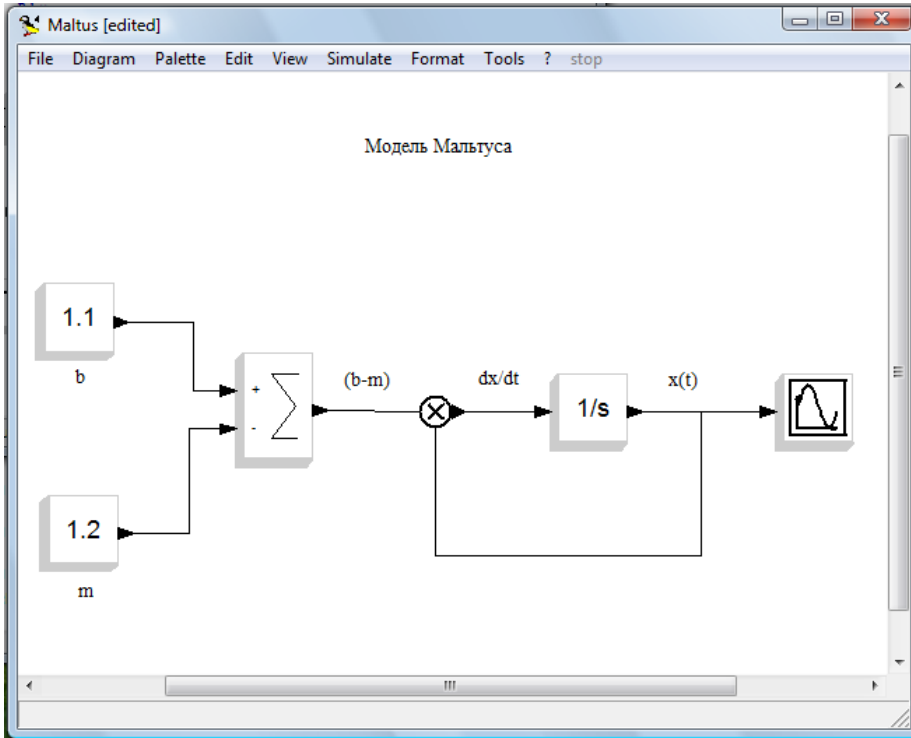 Maltus [edited]
File Diagram Palette Edit View Simulate Format Tools ? stop
Модель Мальтуса
1.1
b
+
-
(b-m)
dx/dt
1/s
x(t)
1.2
m